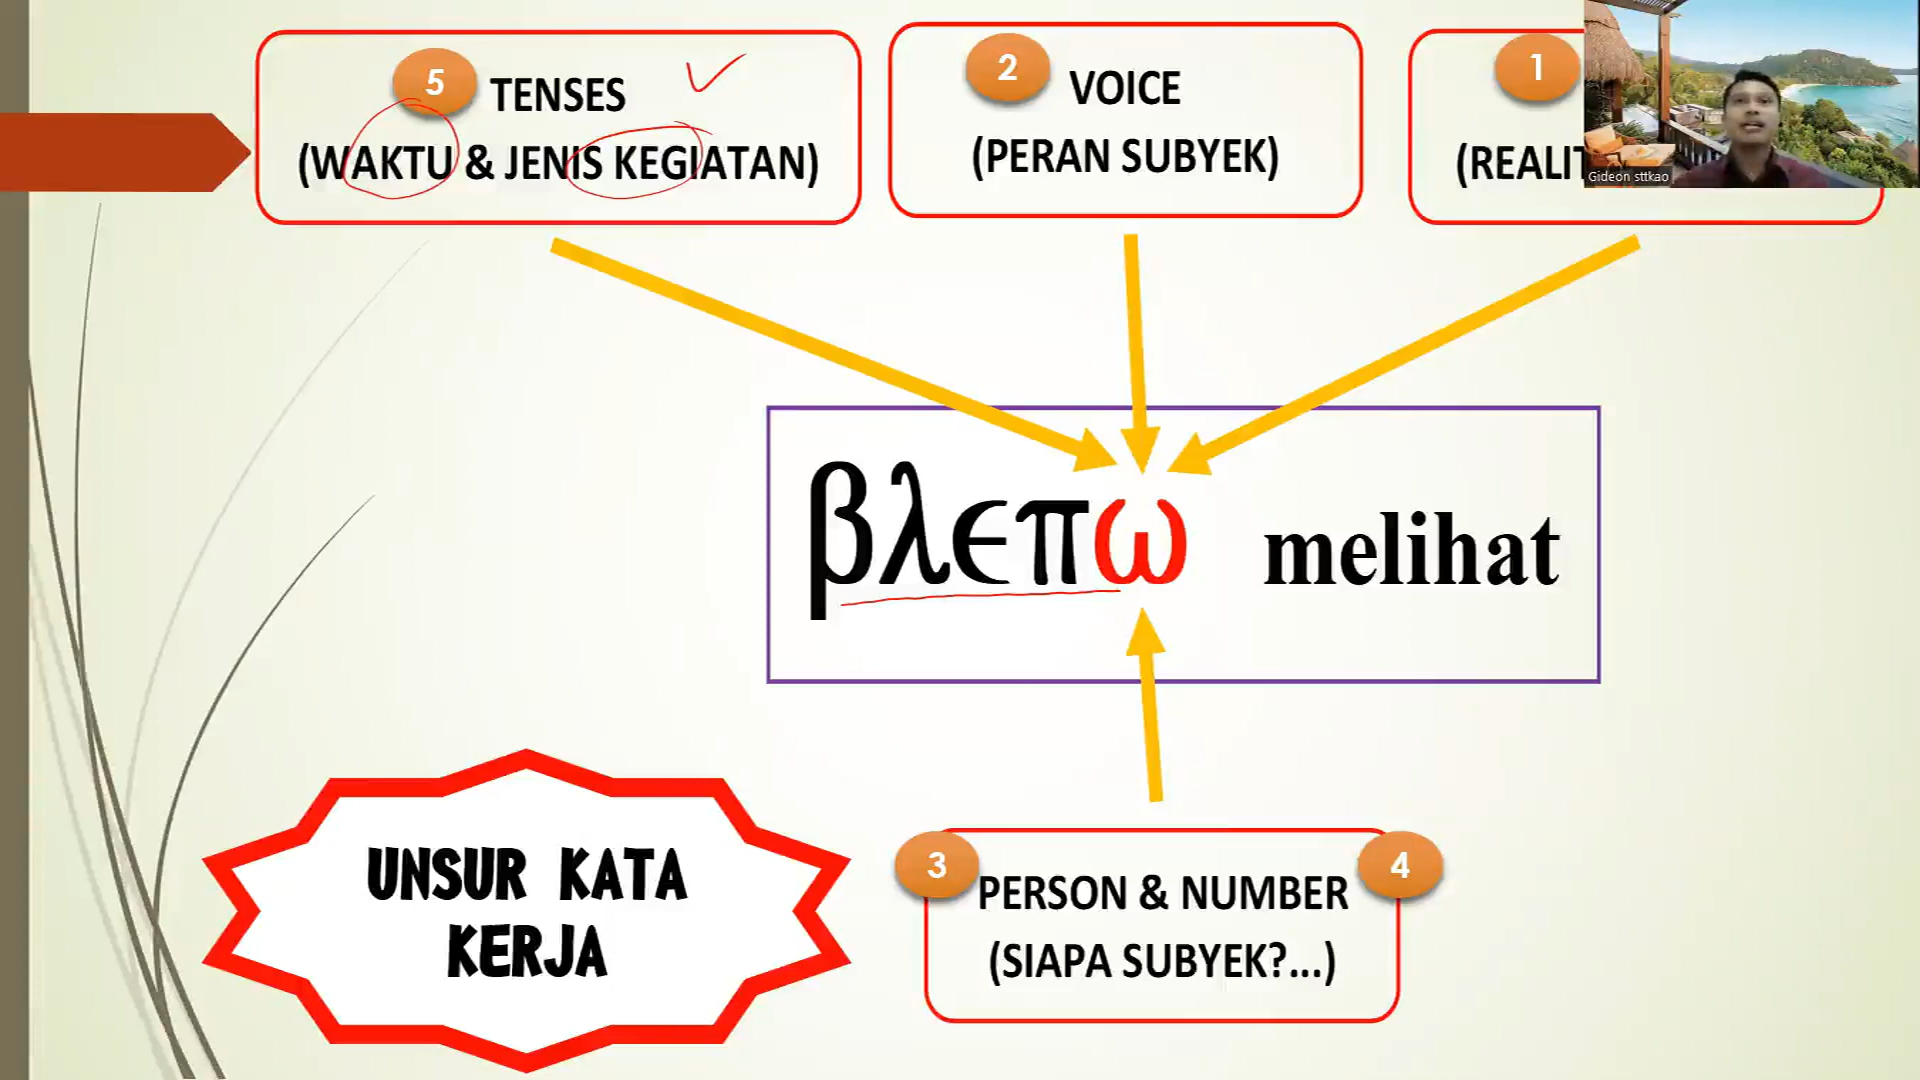 5
TENSES
(WAKTU & JENIS KEGIATAN)
2
VOICE
(PERAN SUBYEK)
1
Gideon sttkao
βλεπω melihat
UNSUR KATA
KERJA
3
4
PERSON & NUMBER
(SIAPA SUBYEK?...)